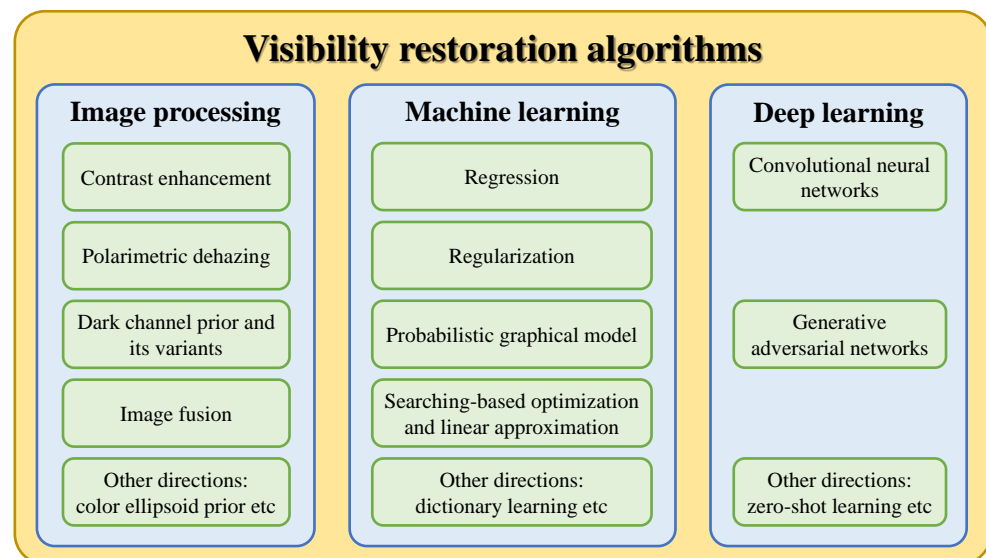 Visibility restoration algorithms
Image processing
Contrast enhancement
Polarimetric dehazing
Dark channel prior and
its variants
Image fusion
Other directions:
color ellipsoid prior etc
Machine learning
Regression
Regularization
Probabilistic graphical model
Searching-based optimization
and linear approximation
Other directions:
dictionary learning etc
Deep learning
Convolutional neural
networks
Generative
adversarial networks
Other directions:
zero-shot learning etc